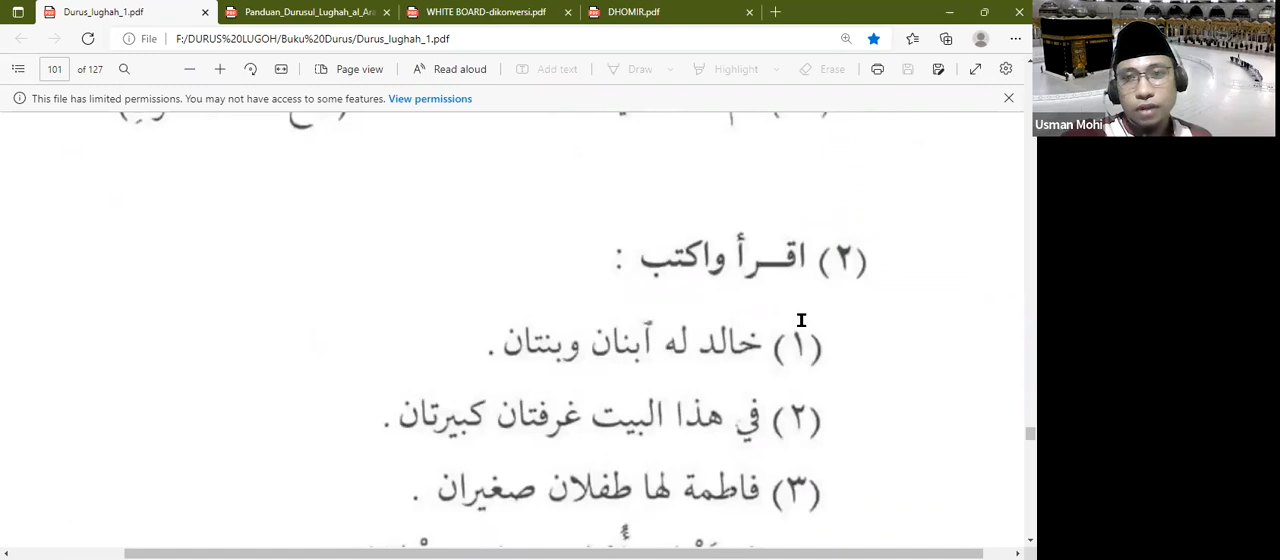 Durus_lughah_1.pdf
Panduan_Durusul_Lughah_al_Ara
WHITE BOARD-dikonversi.pdf
DHOMIR.pdf
File
F:/DURUS%20LUGOH/Buku%20Durus/Durus_lughah_1.pdf
101 of 127
Page view
Read aloud
Add text
Draw
Highlight
Erase
This file has limited permissions. You may not have access to some features. View permissions
Usman Mohi
(٢) اقـــرأ واكتب :
(١) خالد له ٱبنان وبنتان .
(٢) في هذا البيت غرفتان كبيرتان .
(٣) فاطمة لها طفلان صغيران .